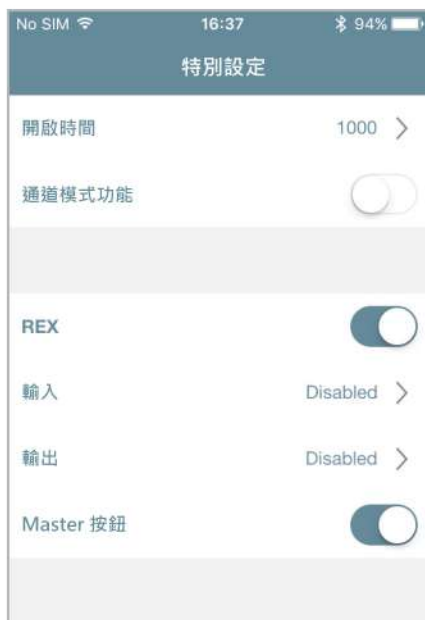 No SIM 16:37 94%
特別設定
開啟時間 1000
通道模式功能
REX
輸入 Disabled
輸出 Disabled
Master 按鈕